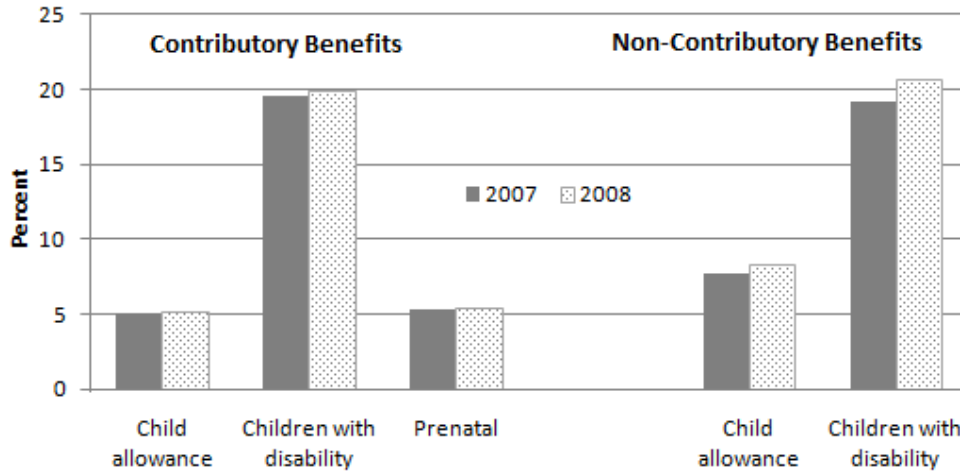 25
20
15
10
5
0
Percent
Contributory Benefits
Non-Contributory Benefits
2007
2008
Child
allowance
Children with
disability
Prenatal
Child
allowance
Children with
disability